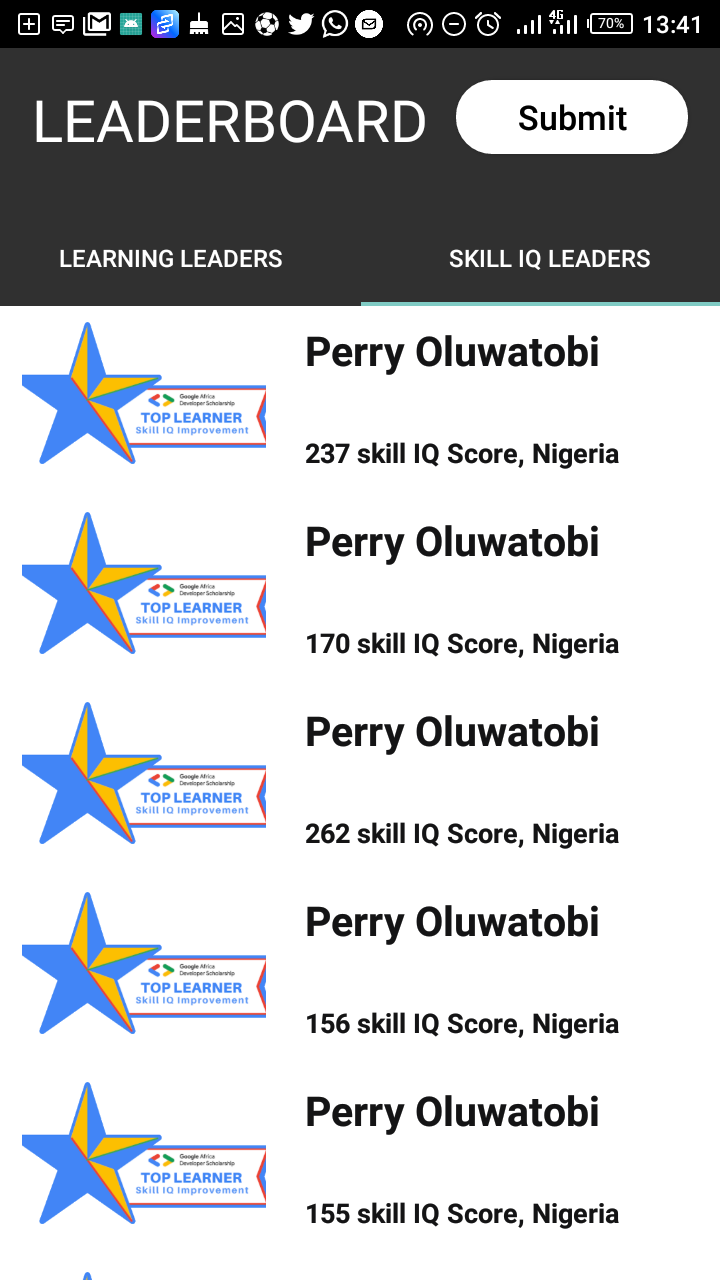 4G 70% 13:41
LEADERBOARD Submit
LEARNING LEADERS SKILL IQ LEADERS
Google Africa
Developer Scholarship
TOP LEARNER
Skill IQ Improvement
Perry Oluwatobi
237 skill IQ Score, Nigeria
Google Africa
Developer Scholarship
TOP LEARNER
Skill IQ Improvement
Perry Oluwatobi
170 skill IQ Score, Nigeria
Google Africa
Developer Scholarship
TOP LEARNER
Skill IQ Improvement
Perry Oluwatobi
262 skill IQ Score, Nigeria
Google Africa
Developer Scholarship
TOP LEARNER
Skill IQ Improvement
Perry Oluwatobi
156 skill IQ Score, Nigeria
Google Africa
Developer Scholarship
TOP LEARNER
Skill IQ Improvement
Perry Oluwatobi
155 skill IQ Score, Nigeria